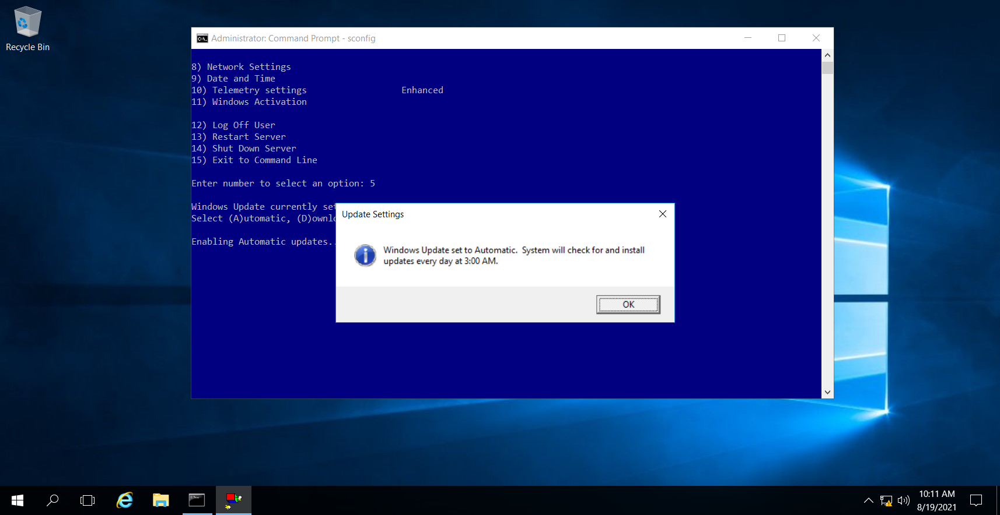 Recycle Bin
Administrator: Command Prompt - sconfig
8) Network Settings
9) Date and Time
10) Telemetry settings Enhanced
11) Windows Activation
12) Log Off User
13) Restart Server
14) Shut Down Server
15) Exit to Command Line
Enter number to select an option: 5
Windows Update currently set
Select (A)utomatic, (D)ownlo
Enabling Automatic updates..
Update Settings
Windows Update set to Automatic. System will check for and install
updates every day at 3:00 AM.
OK
10:11 AM
8/19/2021